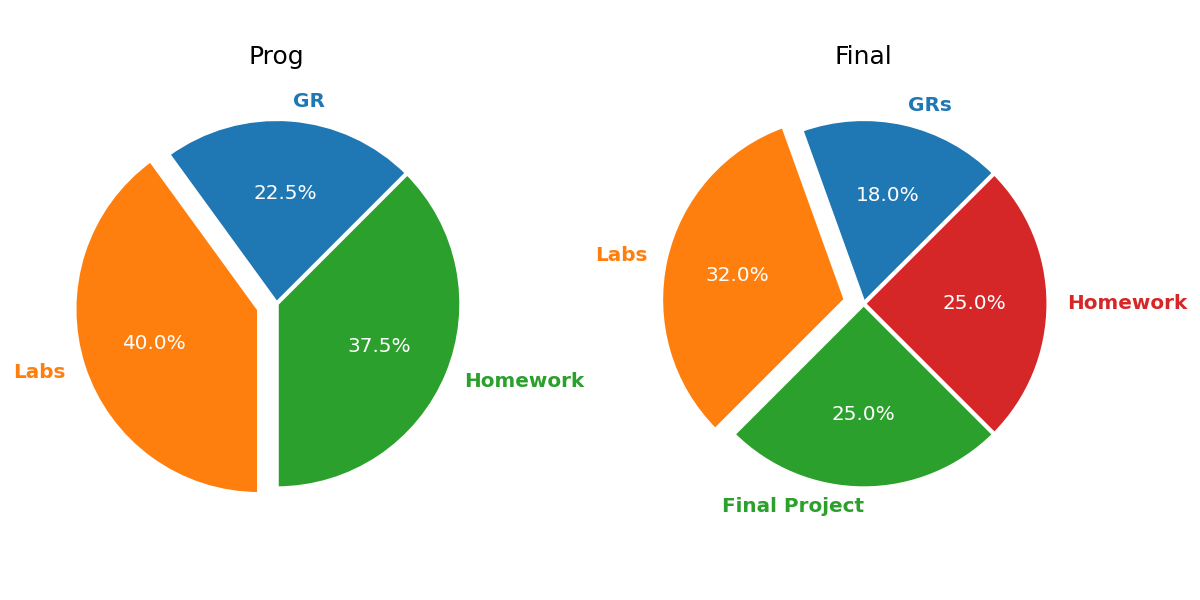 Prog
GR
22.5%
40.0%
37.5%
Labs
Homework
Final
GRs
18.0%
Labs
32.0%
25.0%
Homework
25.0%
Final Project